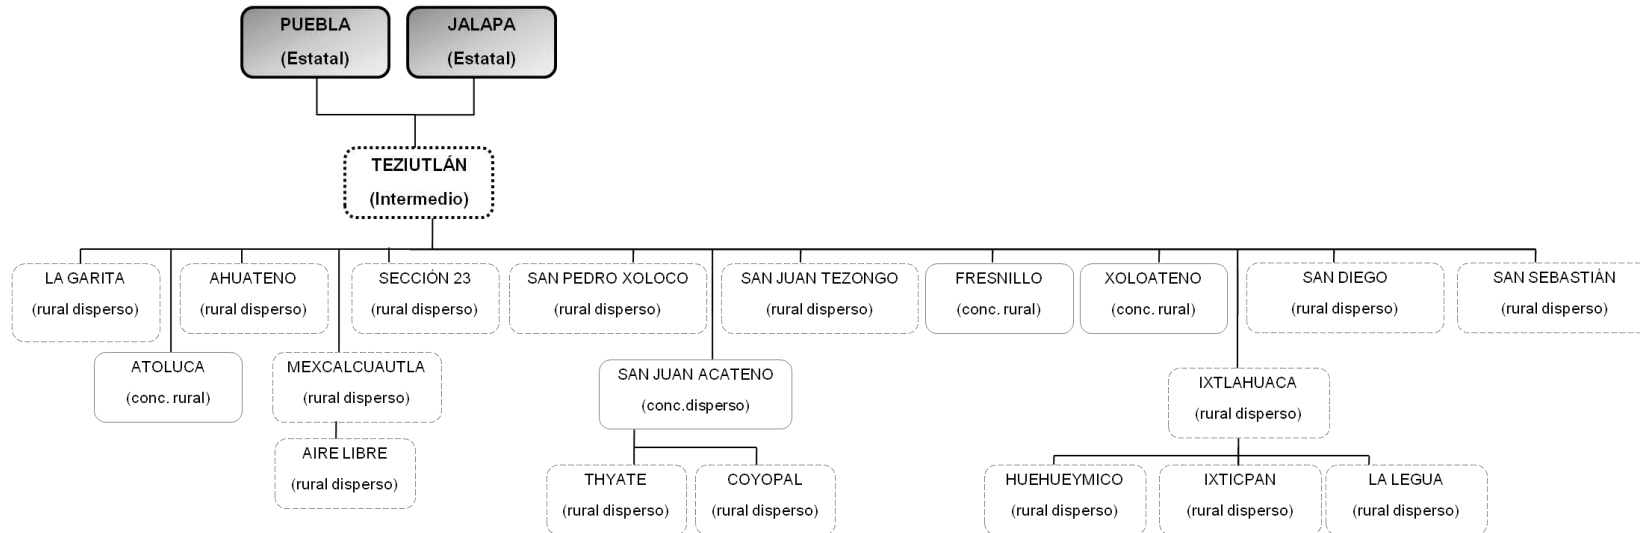 PUEBLA
(Estatal)
JALAPA
(Estatal)
TEZIUTLÁN
(Intermedio)
LA GARITA
(rural disperso)
AHUATENO
(rural disperso)
SECCIÓN 23
(rural disperso)
SAN PEDRO XOLOCO
(rural disperso)
SAN JUAN TEZONGO
(rural disperso)
FRESNILLO
(conc. rural)
XOLOATENO
(conc. rural)
SAN DIEGO
(rural disperso)
SAN SEBASTIÁN
(rural disperso)
ATOLUCA
(conc. rural)
MEXCALCUAUTLA
(rural disperso)
SAN JUAN ACATENO
(conc.disperso)
IXTLAHUACA
(rural disperso)
AIRE LIBRE
(rural disperso)
THYATE
(rural disperso)
COYOPAL
(rural disperso)
HUEHUEYMICO
(rural disperso)
IXTICPAN
(rural disperso)
LA LEGUA
(rural disperso)